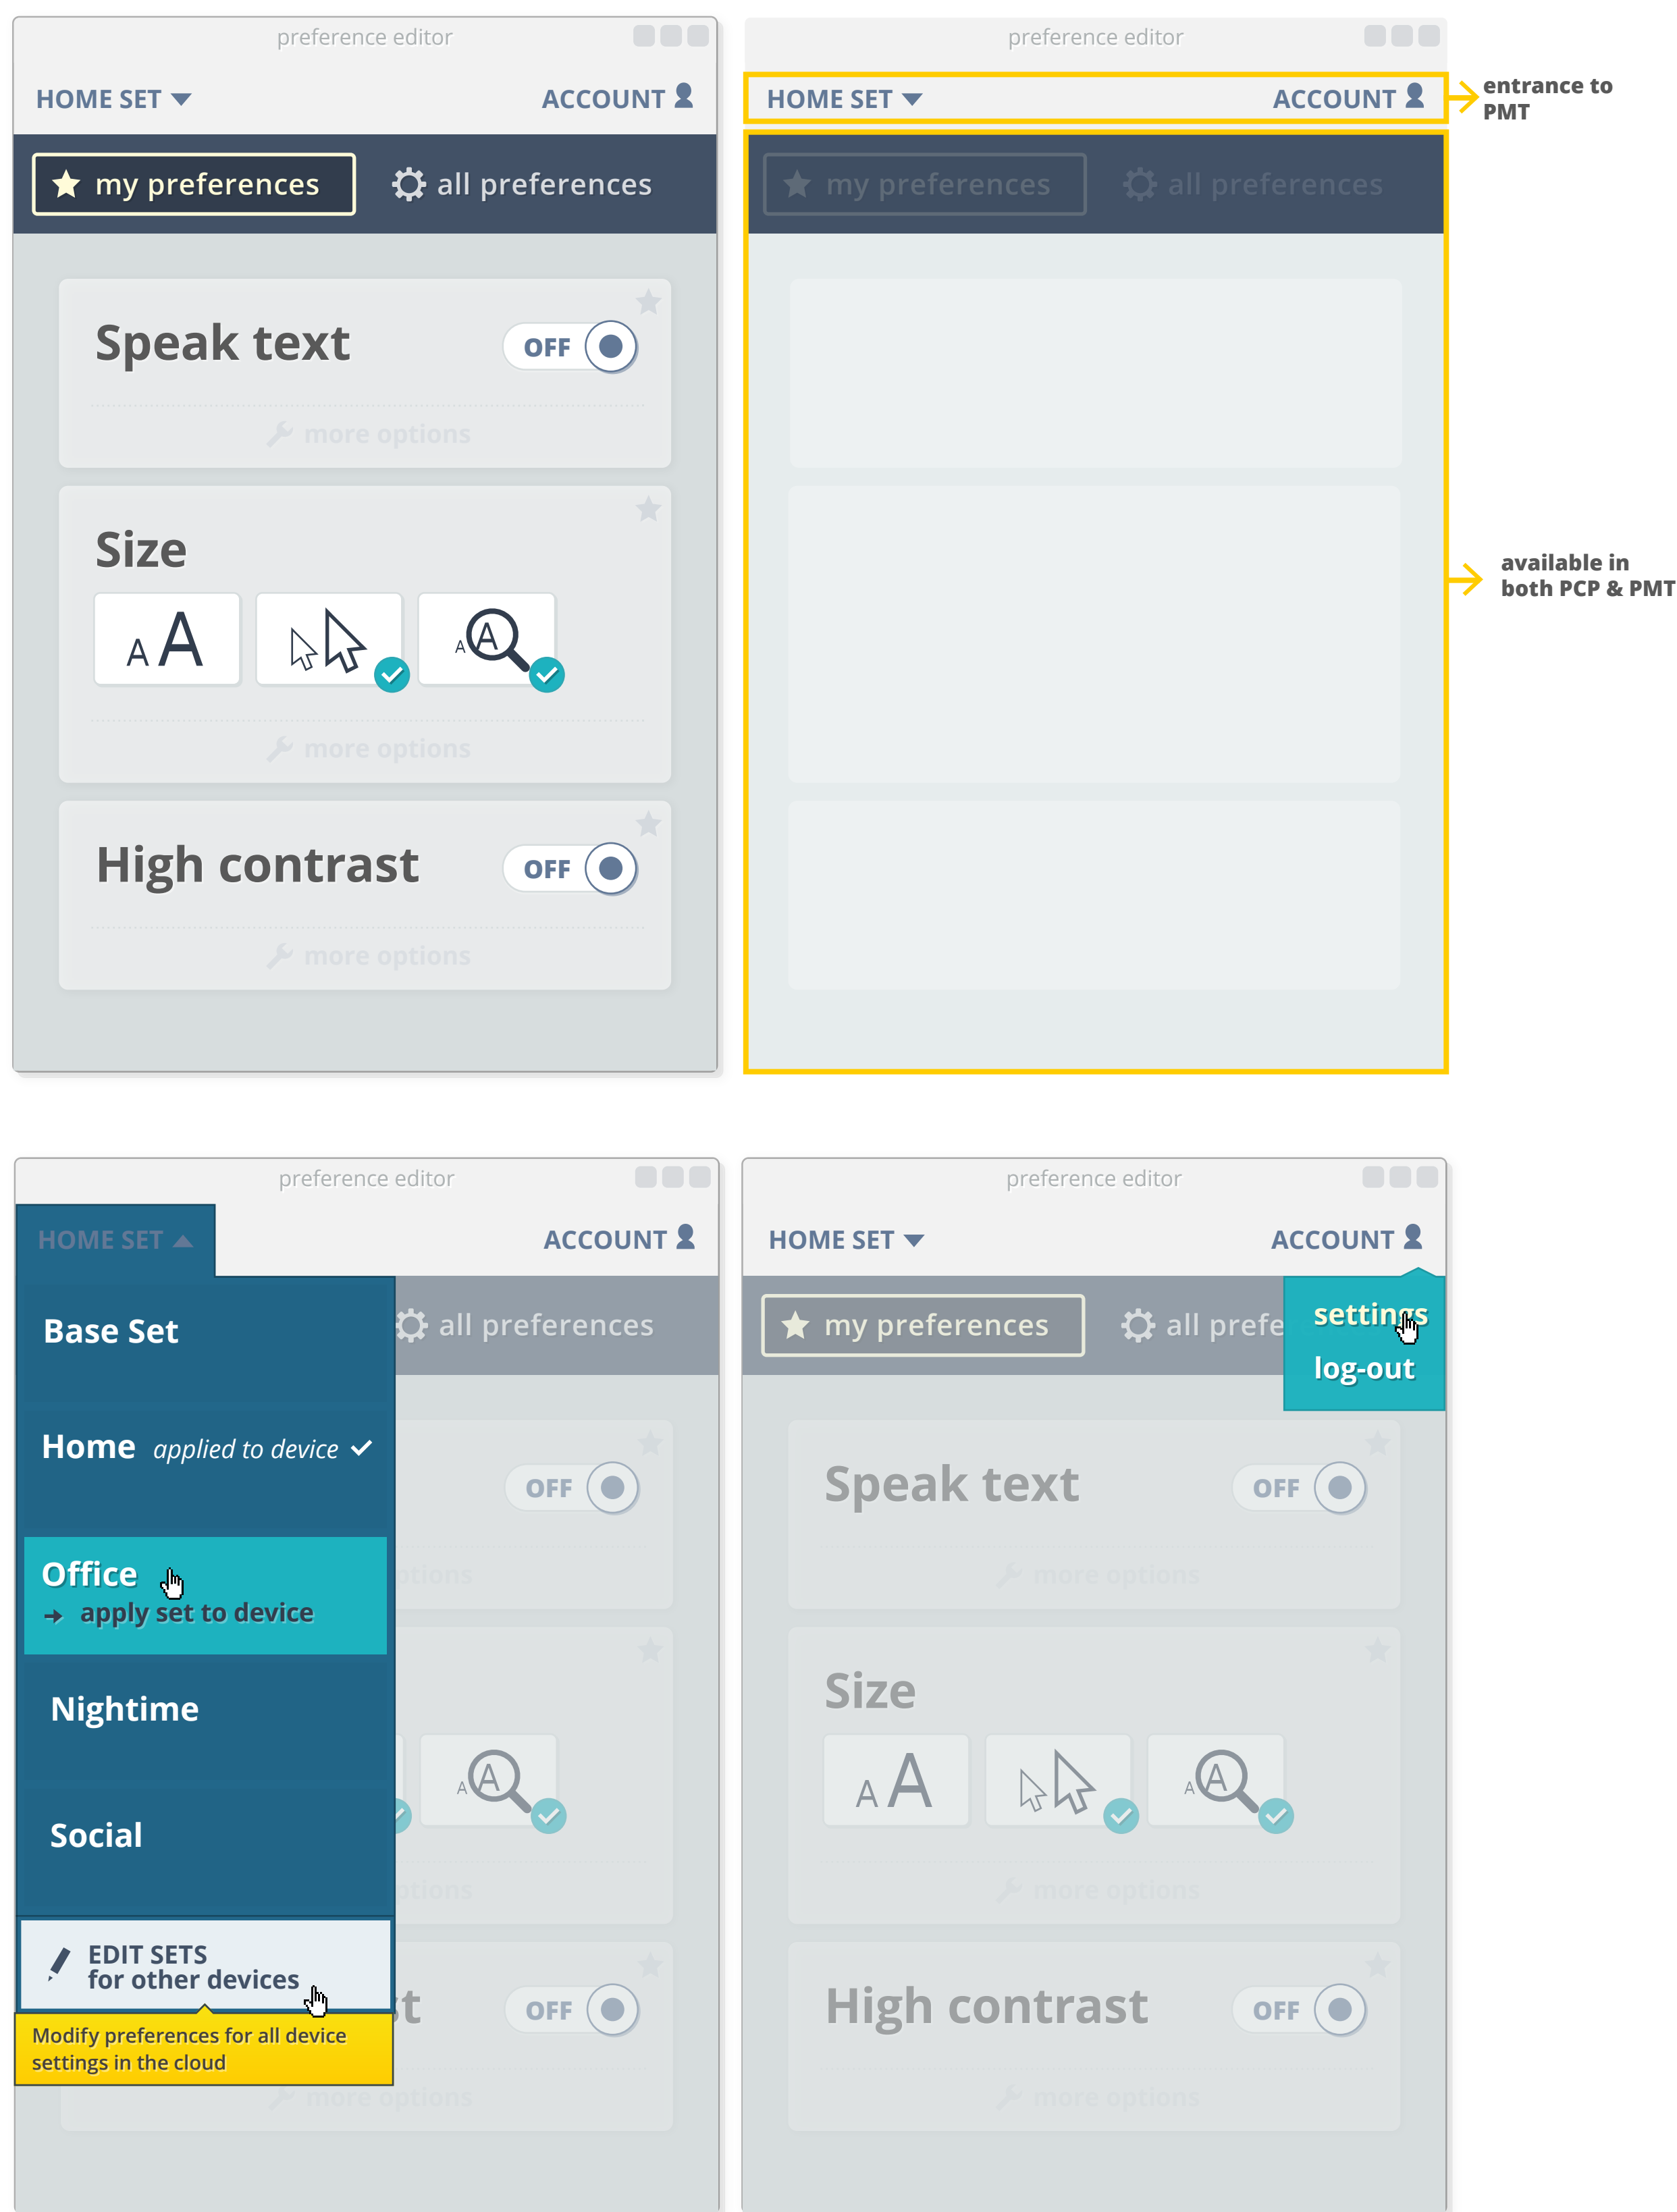 preference editor
HOME SET
ACCOUNT
my preferences
all preferences
Speak text
OFF
more options
Size
A A
A A
more options
High contrast
OFF
more options
preference editor
HOME SET
ACCOUNT
entrance to
PMT
my preferences
all preferences
available in
both PCP & PMT
preference editor
HOME SET
ACCOUNT
all preferences
Base Set
Home applied to device
OFF
Office
apply set to device
ptions
Nightime
A A
Social
ptions
EDIT SETS
for other devices
st
OFF
Modify preferences for all device
settings in the cloud
more options
preference editor
HOME SET
ACCOUNT
my preferences
all prefe
settings
log-out
Speak text
OFF
more options
Size
A A
A A
more options
High contrast
OFF
more options